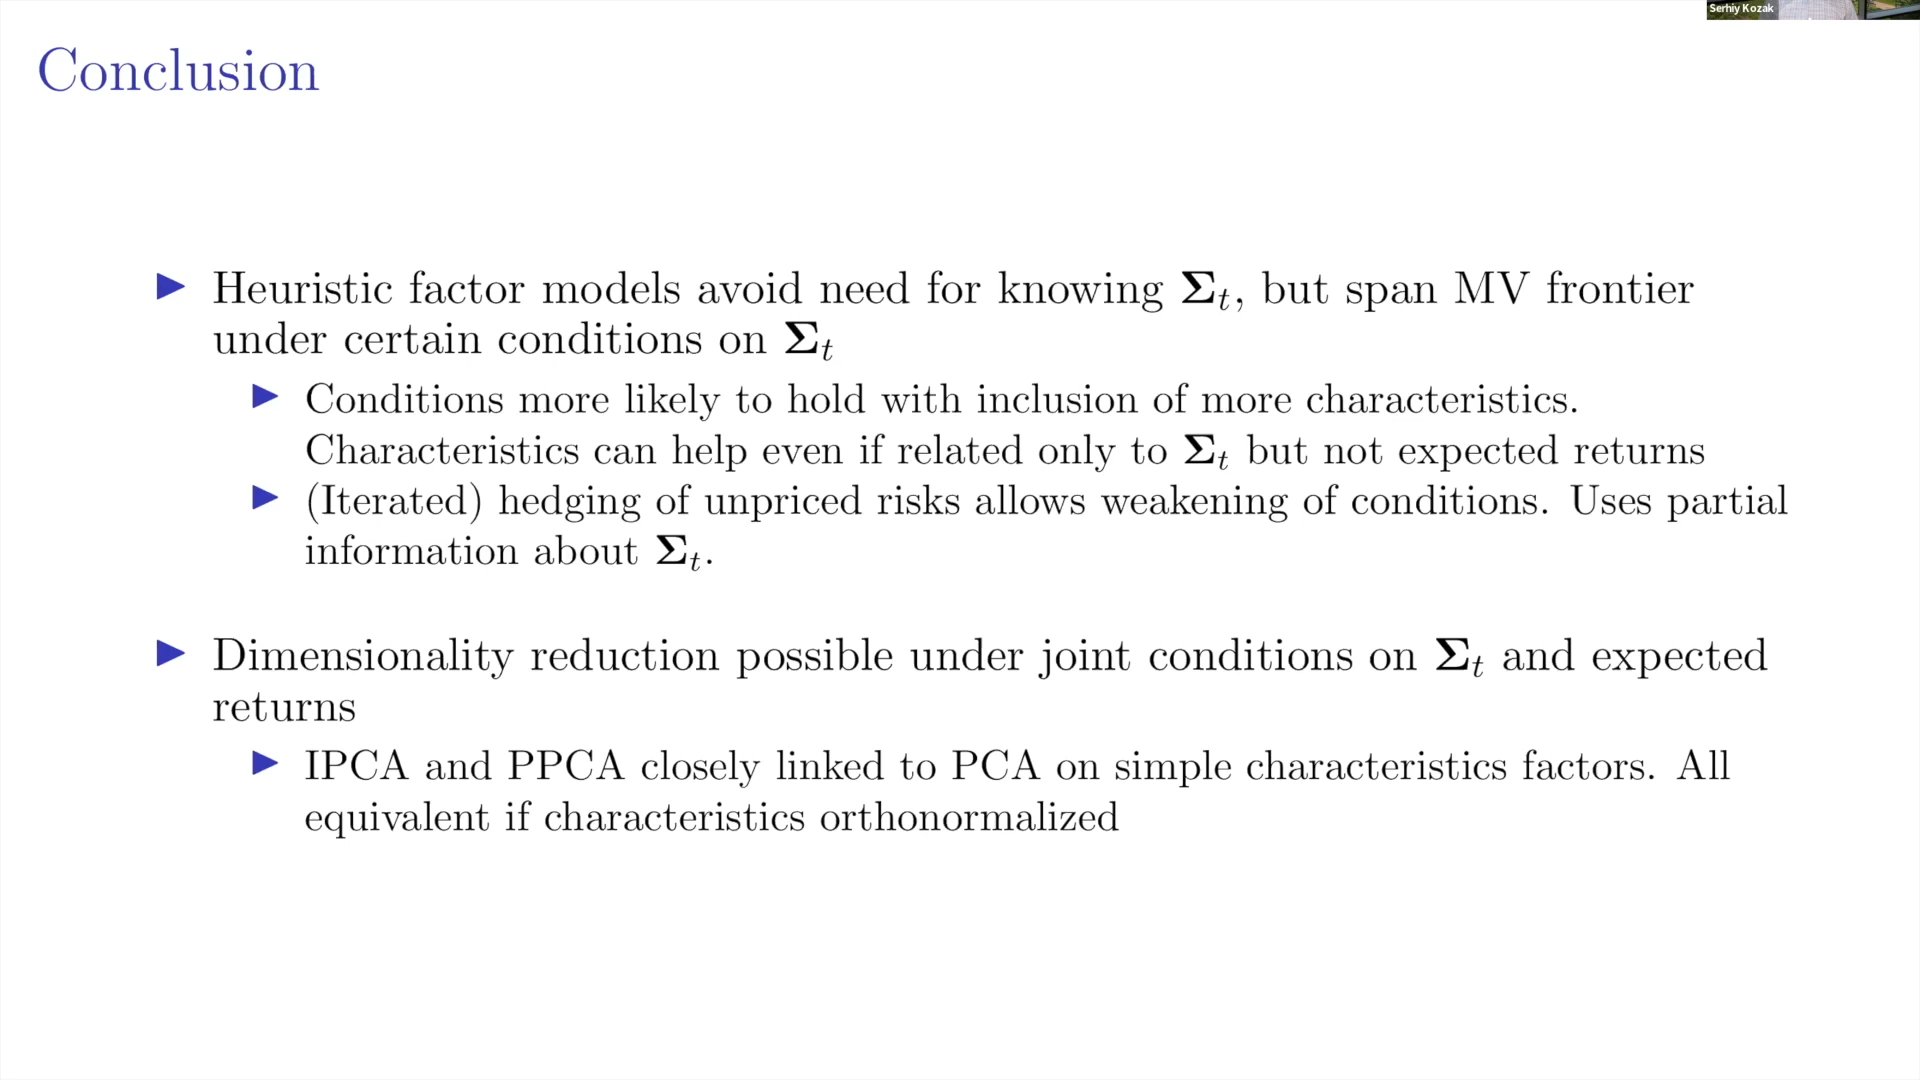 Serhiy Kozak
Conclusion
▶ Heuristic factor models avoid need for knowing Σₜ, but span MV frontier
under certain conditions on Σₜ
▶ Conditions more likely to hold with inclusion of more characteristics.
Characteristics can help even if related only to Σₜ but not expected returns
▶ (Iterated) hedging of unpriced risks allows weakening of conditions. Uses partial
information about Σₜ.
▶ Dimensionality reduction possible under joint conditions on Σₜ and expected
returns
▶ IPCA and PPCA closely linked to PCA on simple characteristics factors. All
equivalent if characteristics orthonormalized